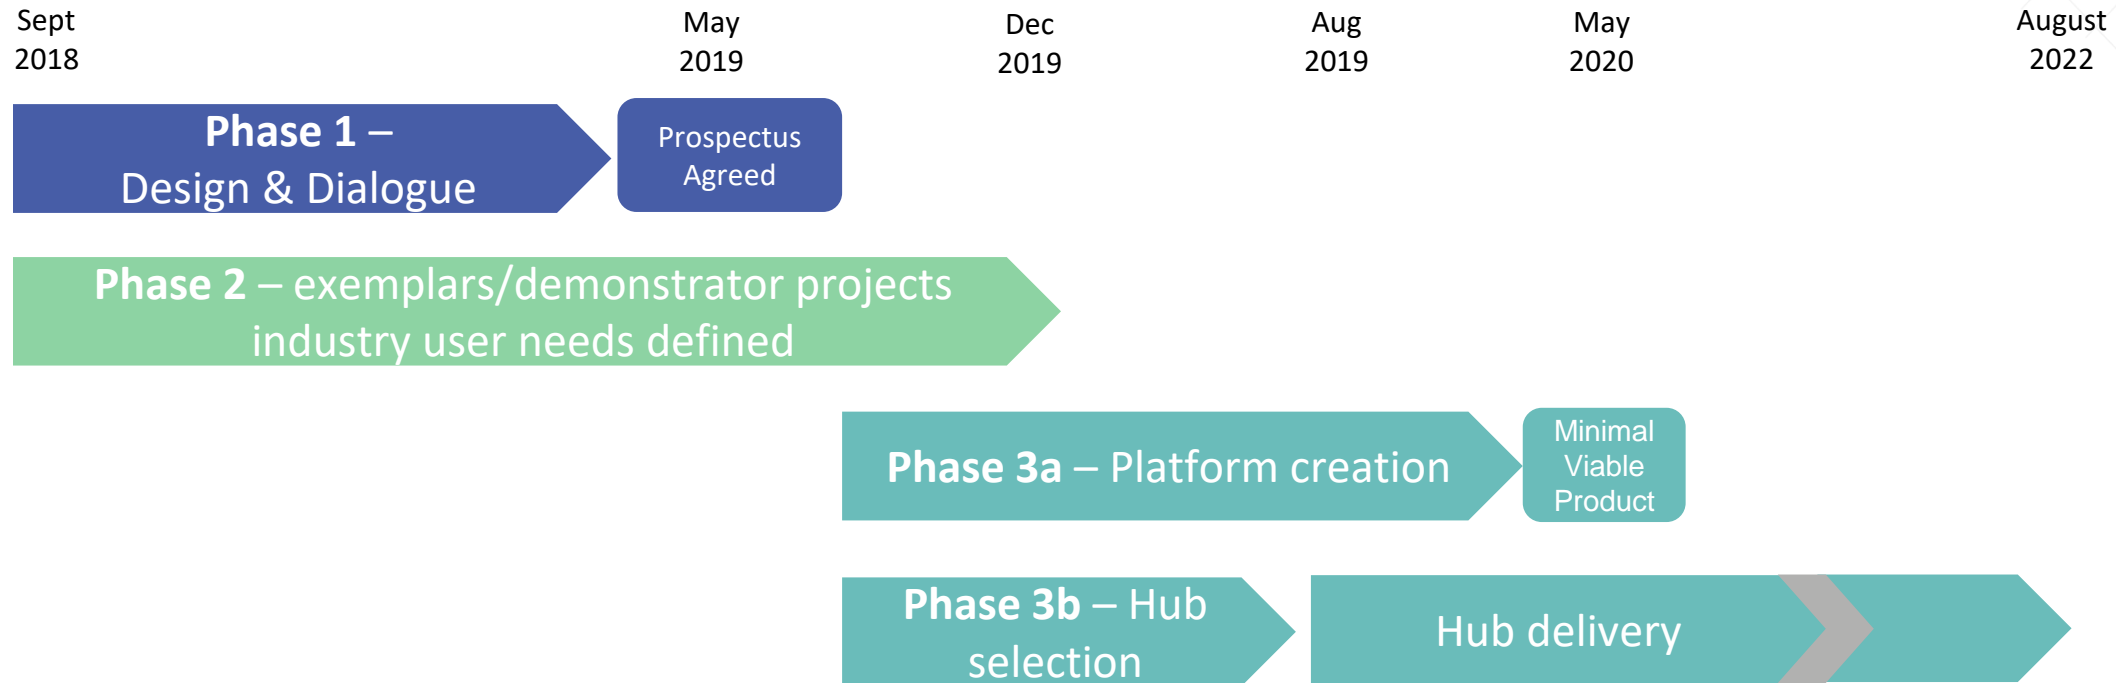 Sept
2018
May
2019
Dec
2019
Aug
2019
May
2020
August
2022
Phase 1 –
Design & Dialogue
Prospectus
Agreed
Phase 2 – exemplars/demonstrator projects
industry user needs defined
Phase 3a – Platform creation
Minimal
Viable
Product
Phase 3b – Hub
selection
Hub delivery